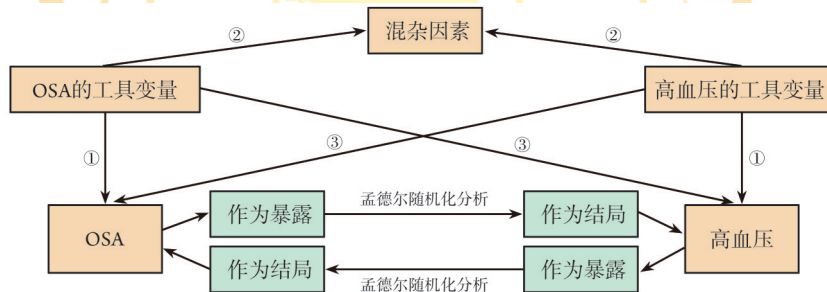 混杂因素
②
②
OSA的工具变量
高血压的工具变量
①
③
③
①
OSA
作为暴露
孟德尔随机化分析
作为结局
高血压
作为结局
孟德尔随机化分析
作为暴露